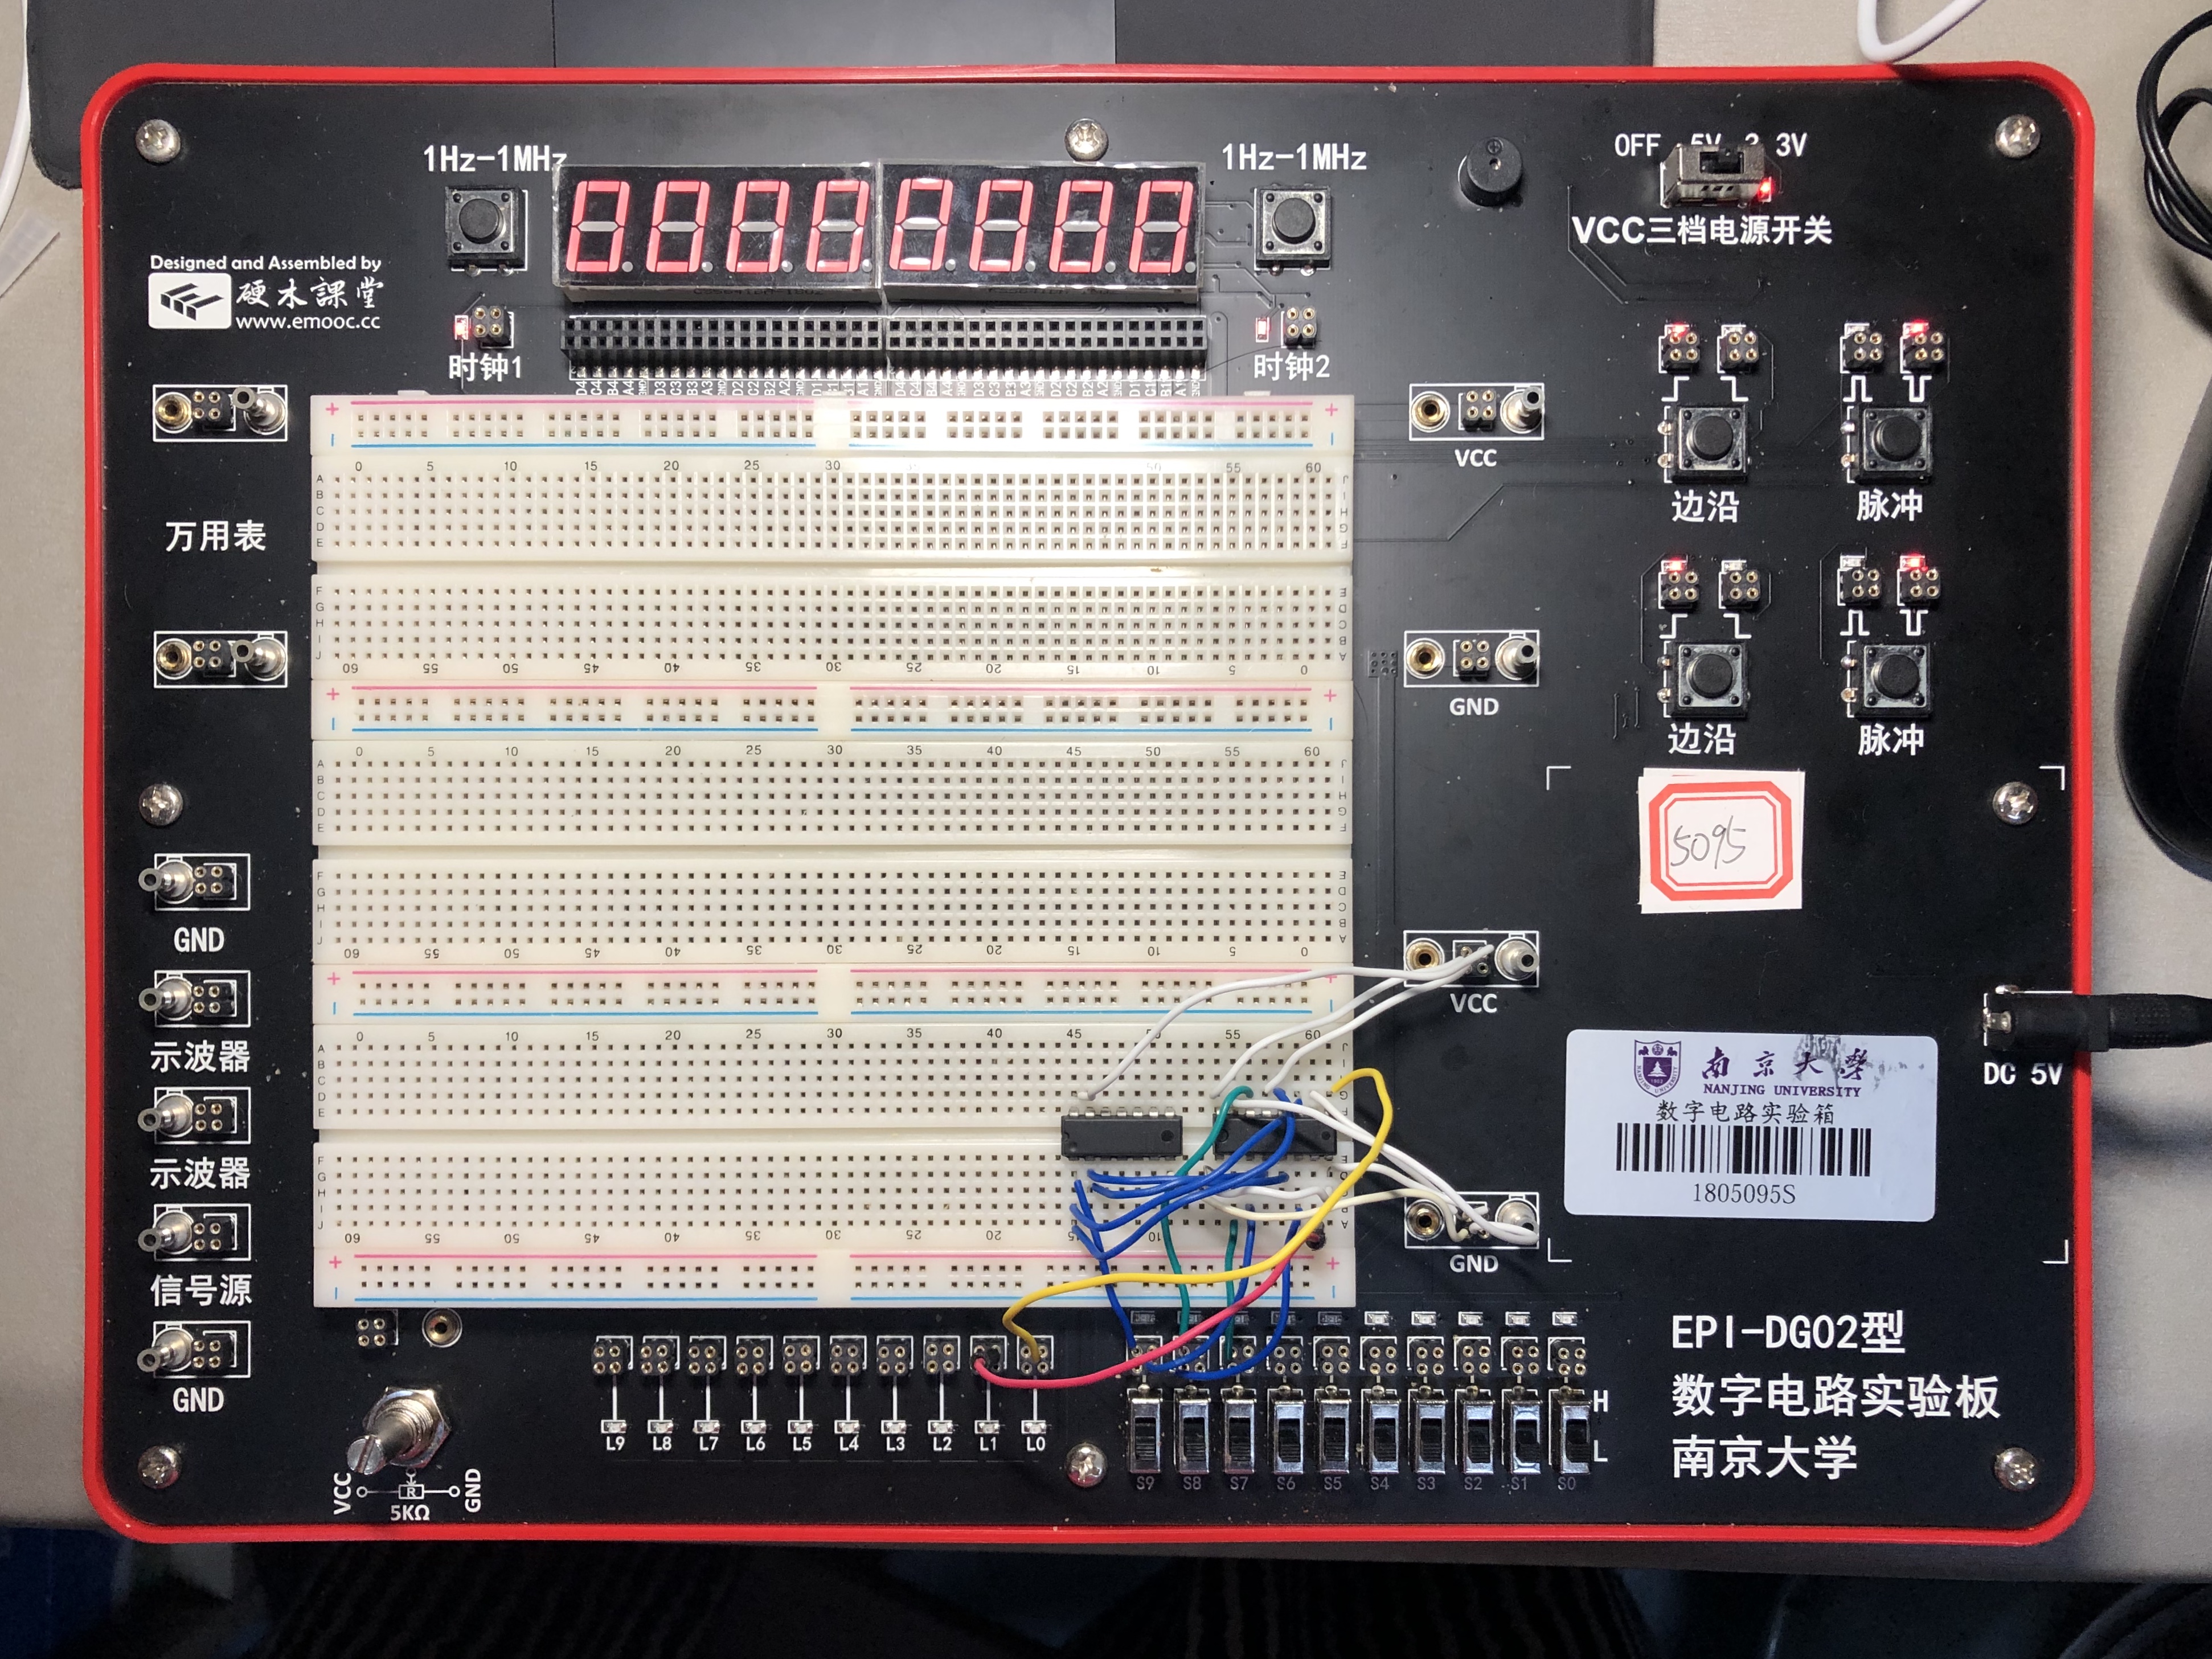 1Hz-1MHz
1Hz-1MHz
OFF 5V 3.3V
VCC三档电源开关
00000000
Designed and Assembled by
硬木課堂
www.emooc.cc
时钟1
时钟2
VCC
边沿
脉冲
万用表
GND
边沿
脉冲
5095
GND
示波器
示波器
信号源
GND
VCC
DC 5V
南京大学
NANJING UNIVERSITY
数字电路实验箱
1805095S
GND
EPI-DG02型
数字电路实验板
南京大学
H
L
L9 L8 L7 L6 L5 L4 L3 L2 L1 L0
S9 S8 S7 S6 S5 S4 S3 S2 S1 S0
VCC
R
GND
5KΩ